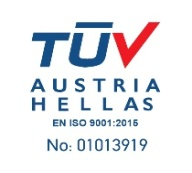 TÜV
AUSTRIA
HELLAS
EN ISO 9001:2015
No: 01013919